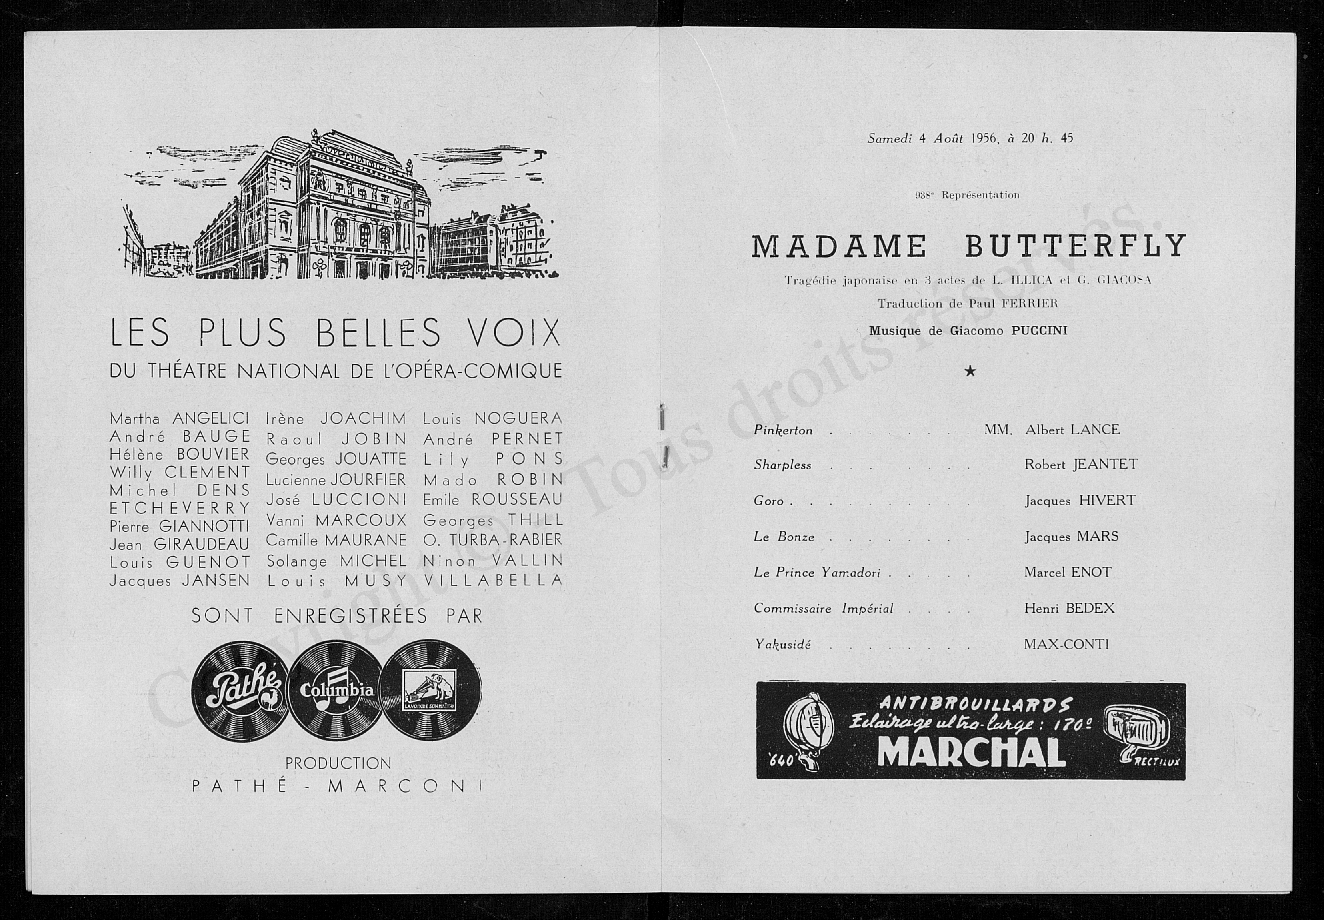 LES PLUS BELLES VOIX
DU THÉATRE NATIONAL DE L'OPÉRA-COMIQUE
Martha ANGELICI
André BAUGE
Hélène BOUVIER
Willy CLEMENT
Michel DENS
ETCHEVERRY
Pierre GIANNOTTI
Jean GIRAUDEAU
Louis GUENOT
Jacques JANSEN
Irène JOACHIM
Raoul JOBIN
Georges JOUATTE
Lucienne JOURFIER
José LUCCIONI
Vanni MARCOUX
Camille MAURANE
Solange MICHEL
Louis MUSY
Louis NOGUERA
André PERNET
Lily PONS
Mado ROBIN
Emile ROUSSEAU
Georges THILL
O. TURBA-RABIER
Ninon VALLIN
VILLABELLA
SONT ENREGISTRÉES PAR
Pathé
Columbia
LA VOIX DE SON MAITRE
PRODUCTION
PATHÉ - MARCONI
Samedi 4 Août 1956, à 20 h. 45
938e Représentation
MADAME BUTTERFLY
Tragédie japonaise en 3 actes de L. ILLICA et G. GIACOSA
Traduction de Paul FERRIER
Musique de Giacomo PUCCINI
Pinkerton . . . . . . . . MM. Albert LANCE
Sharpless . . . . . . . . Robert JEANTET
Goro . . . . . . . . . . Jacques HIVERT
Le Bonze . . . . . . . . Jacques MARS
Le Prince Yamadori . . . . . Marcel ENOT
Commissaire Impérial . . . . Henri BEDEX
Yakusidé . . . . . . . . MAX-CONTI
ANTIBROUILLARDS
Eclairage ultra-large : 170°
MARCHAL
"640"
RECTILUX
Copyright © - Tous droits réservés.